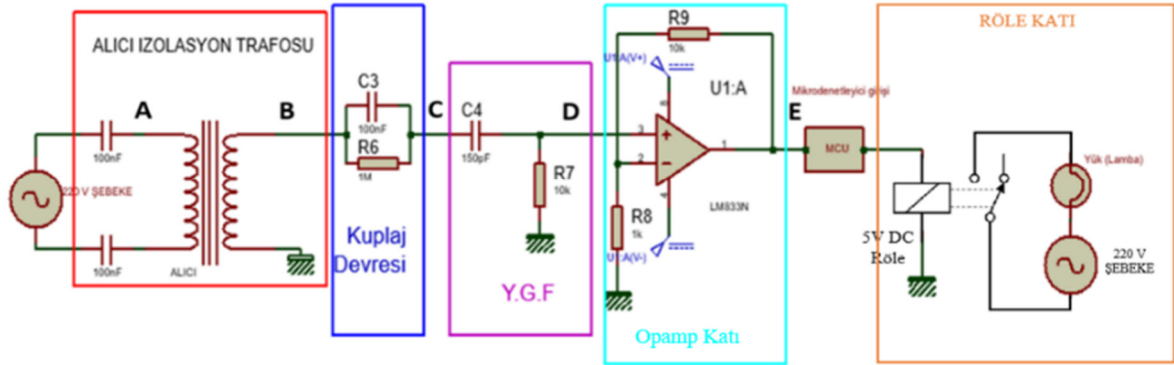 ALICI IZOLASYON TRAFOSU
A
B
100nF
220 V ŞEBEKE
100nF
ALICI
C3
100nF
R6
1M
Kuplaj
Devresi
C
C4
150pF
D
R7
10k
Y.G.F
R9
10k
U1:A(V+)
U1:A
8
3
2
1
4
LM833N
R8
1k
U1:A(V-)
Opamp Katı
E
Mikrodenetleyici girişi
MCU
RÖLE KATI
5V DC
Röle
Yük (Lamba)
220 V
ŞEBEKE